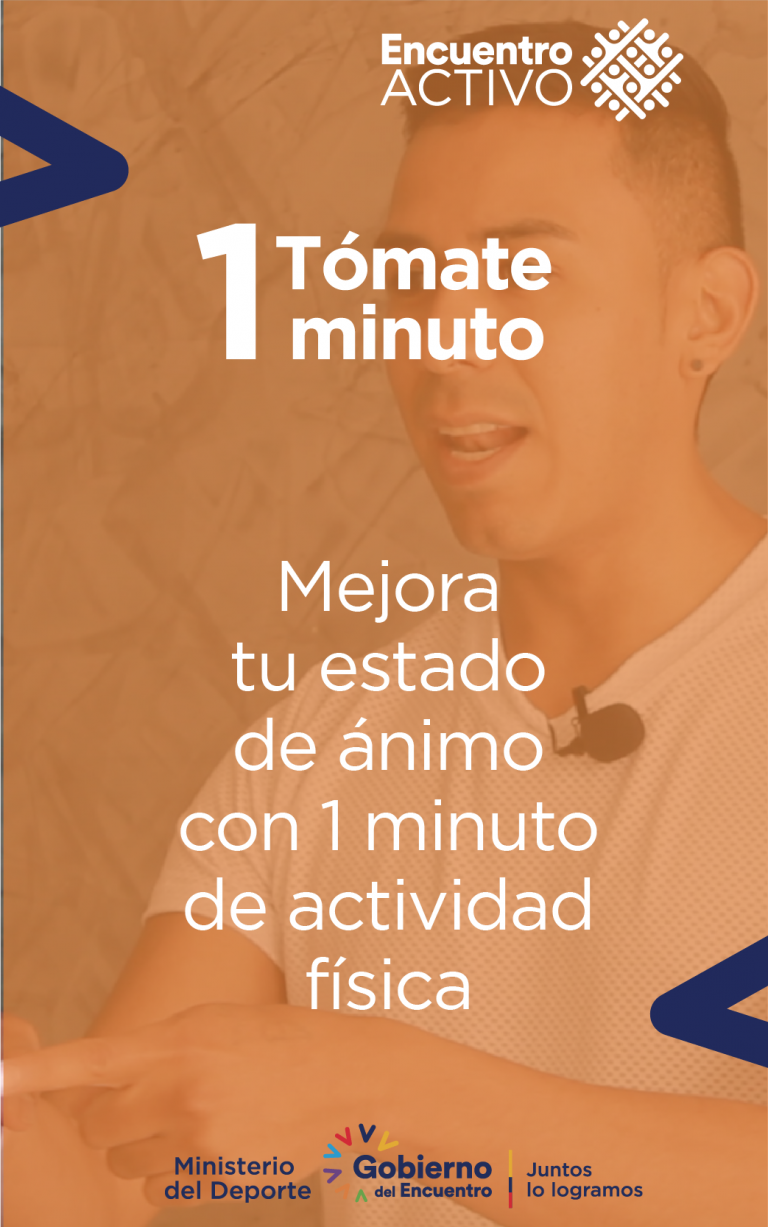 Encuentro
ACTIVO
1 Tómate
minuto
Mejora
tu estado
de ánimo
con 1 minuto
de actividad
física
Ministerio
del Deporte
Gobierno
del Encuentro
Juntos
lo logramos